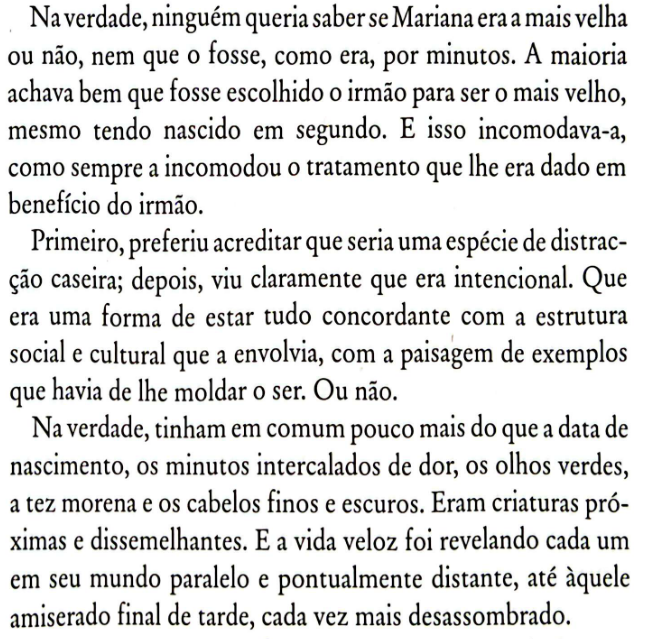 Na verdade, ninguém queria saber se Mariana era a mais velha
ou não, nem que o fosse, como era, por minutos. A maioria
achava bem que fosse escolhido o irmão para ser o mais velho,
mesmo tendo nascido em segundo. E isso incomodava-a,
como sempre a incomodou o tratamento que lhe era dado em
benefício do irmão.
Primeiro, preferiu acreditar que seria uma espécie de distrac-
ção caseira; depois, viu claramente que era intencional. Que
era uma forma de estar tudo concordante com a estrutura
social e cultural que a envolvia, com a paisagem de exemplos
que havia de lhe moldar o ser. Ou não.
Na verdade, tinham em comum pouco mais do que a data de
nascimento, os minutos intercalados de dor, os olhos verdes,
a tez morena e os cabelos finos e escuros. Eram criaturas pró-
ximas e dissemelhantes. E a vida veloz foi revelando cada um
em seu mundo paralelo e pontualmente distante, até àquele
amiserado final de tarde, cada vez mais desassombrado.